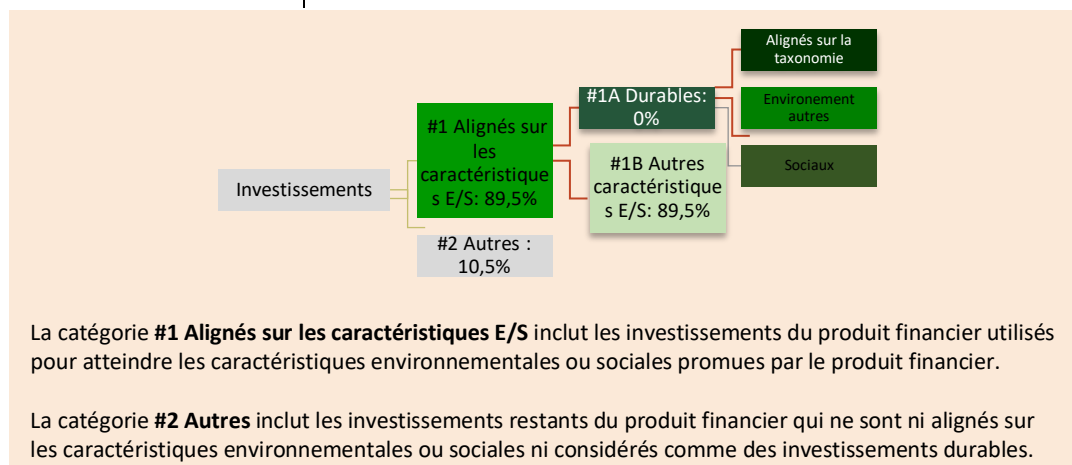 Investissements
#1 Alignés sur
les
caractéristique
s E/S: 89,5%
#2 Autres :
10,5%
#1A Durables:
0%
#1B Autres
caractéristique
s E/S: 89,5%
Alignés sur la
taxonomie
Environement
autres
Sociaux
La catégorie #1 Alignés sur les caractéristiques E/S inclut les investissements du produit financier utilisés
pour atteindre les caractéristiques environnementales ou sociales promues par le produit financier.
La catégorie #2 Autres inclut les investissements restants du produit financier qui ne sont ni alignés sur
les caractéristiques environnementales ou sociales ni considérés comme des investissements durables.